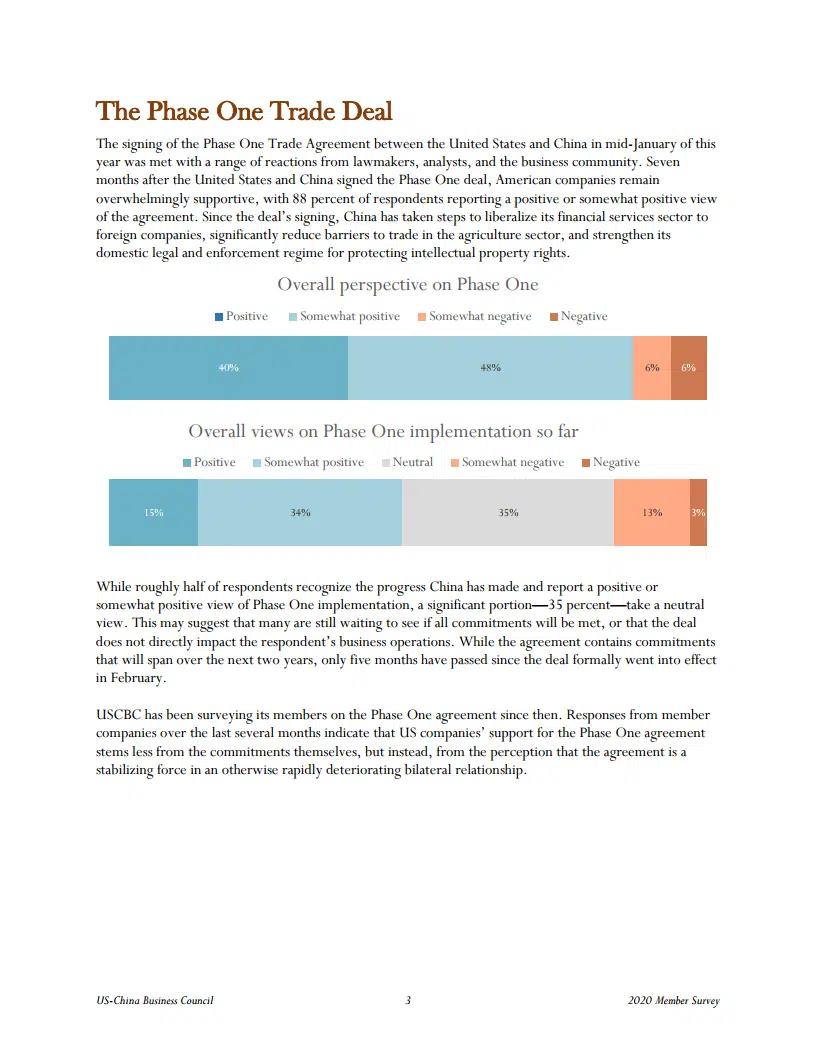 The Phase One Trade Deal
The signing of the Phase One Trade Agreement between the United States and China in mid-January of this
year was met with a range of reactions from lawmakers, analysts, and the business community. Seven
months after the United States and China signed the Phase One deal, American companies remain
overwhelmingly supportive, with 88 percent of respondents reporting a positive or somewhat positive view
of the agreement. Since the deal’s signing, China has taken steps to liberalize its financial services sector to
foreign companies, significantly reduce barriers to trade in the agriculture sector, and strengthen its
domestic legal and enforcement regime for protecting intellectual property rights.
Overall perspective on Phase One
Positive Somewhat positive Somewhat negative Negative
40% 48% 6% 6%
Overall views on Phase One implementation so far
Positive Somewhat positive Neutral Somewhat negative Negative
15% 34% 35% 13% 3%
While roughly half of respondents recognize the progress China has made and report a positive or
somewhat positive view of Phase One implementation, a significant portion—35 percent—take a neutral
view. This may suggest that many are still waiting to see if all commitments will be met, or that the deal
does not directly impact the respondent’s business operations. While the agreement contains commitments
that will span over the next two years, only five months have passed since the deal formally went into effect
in February.
USCBC has been surveying its members on the Phase One agreement since then. Responses from member
companies over the last several months indicate that US companies’ support for the Phase One agreement
stems less from the commitments themselves, but instead, from the perception that the agreement is a
stabilizing force in an otherwise rapidly deteriorating bilateral relationship.
US-China Business Council 3 2020 Member Survey